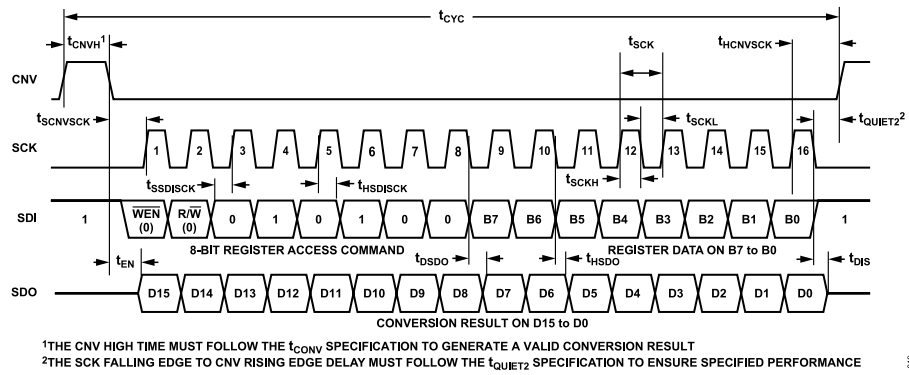 tCYC
tCNVH¹
tSCK
tHCNVSCK
CNV
tSCNVSCK
tSCKL
tQUIET2²
SCK
1 2 3 4 5 6 7 8 9 10 11 12 13 14 15 16
tSSDISCK
tHSDISCK
tSCKH
SDI
1 WEN (0) R/W (0) 0 1 0 1 0 0 B7 B6 B5 B4 B3 B2 B1 B0 1
8-BIT REGISTER ACCESS COMMAND
REGISTER DATA ON B7 to B0
tEN
tDSDO
tHSDO
tDIS
SDO
D15 D14 D13 D12 D11 D10 D9 D8 D7 D6 D5 D4 D3 D2 D1 D0
CONVERSION RESULT ON D15 to D0
¹THE CNV HIGH TIME MUST FOLLOW THE tCONV SPECIFICATION TO GENERATE A VALID CONVERSION RESULT
²THE SCK FALLING EDGE TO CNV RISING EDGE DELAY MUST FOLLOW THE tQUIET2 SPECIFICATION TO ENSURE SPECIFIED PERFORMANCE